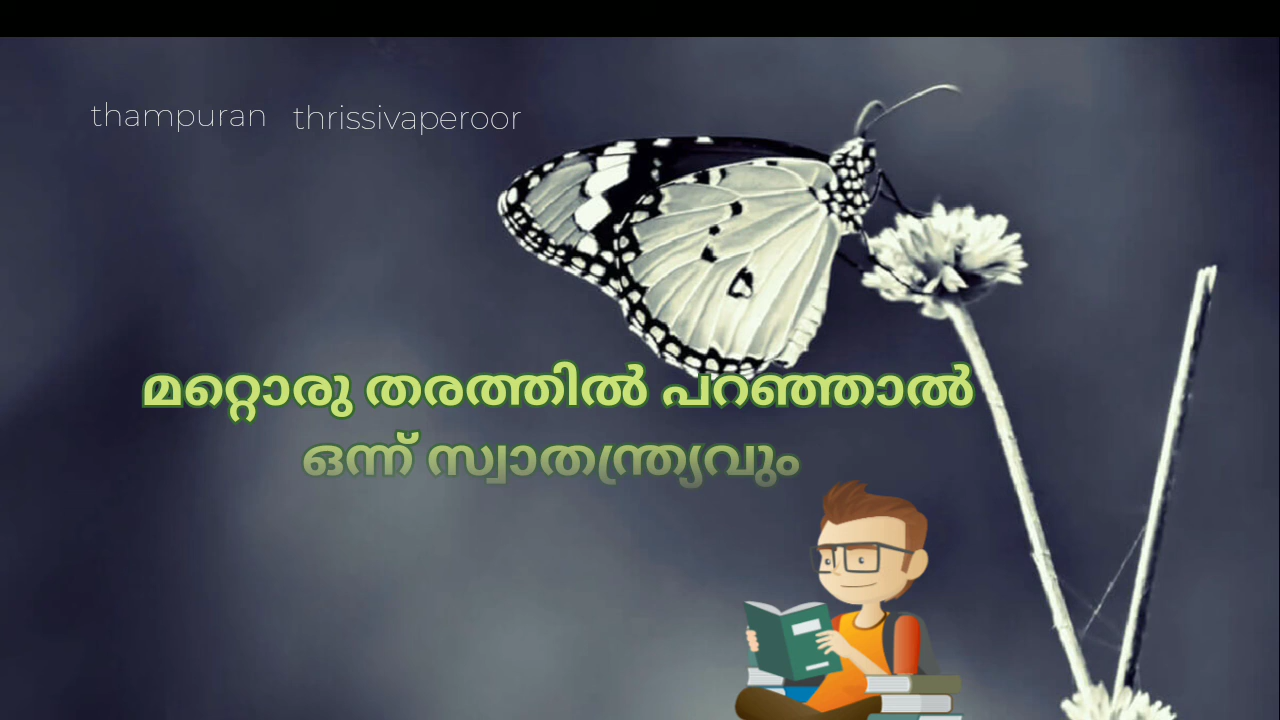 thampuran thrissivaperoor
മറ്റൊരു തരത്തിൽ പറഞ്ഞാൽ
ഒന്ന് സ്വാതന്ത്ര്യവും